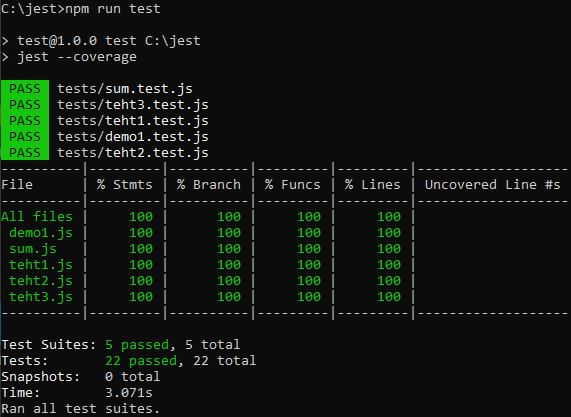 C:\jest>npm run test
> test@1.0.0 test C:\jest
> jest --coverage
PASS tests/sum.test.js
PASS tests/teht3.test.js
PASS tests/teht1.test.js
PASS tests/demo1.test.js
PASS tests/teht2.test.js
----------|----------|----------|----------|----------|-------------------|
File      |  % Stmts | % Branch |  % Funcs |  % Lines | Uncovered Line #s |
----------|----------|----------|----------|----------|-------------------|
All files |      100 |      100 |      100 |      100 |                   |
 demo1.js |      100 |      100 |      100 |      100 |                   |
 sum.js   |      100 |      100 |      100 |      100 |                   |
 teht1.js |      100 |      100 |      100 |      100 |                   |
 teht2.js |      100 |      100 |      100 |      100 |                   |
 teht3.js |      100 |      100 |      100 |      100 |                   |
----------|----------|----------|----------|----------|-------------------|
Test Suites: 5 passed, 5 total
Tests:       22 passed, 22 total
Snapshots:   0 total
Time:        3.071s
Ran all test suites.